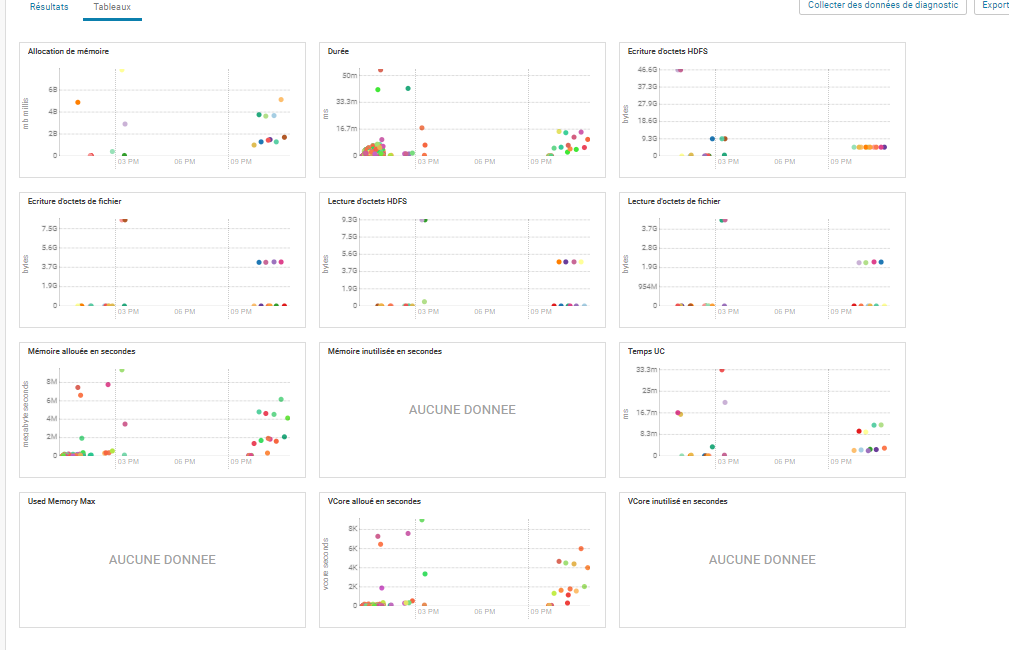 Résultats
Tableaux
Collecter des données de diagnostic
Export
Allocation de mémoire
mb millis
6B
4B
2B
0
03 PM
06 PM
09 PM
Durée
ms
50m
33.3m
16.7m
0
03 PM
06 PM
09 PM
Ecriture d'octets HDFS
bytes
46.6G
37.3G
27.9G
18.6G
9.3G
0
03 PM
06 PM
09 PM
Ecriture d'octets de fichier
bytes
7.5G
5.6G
3.7G
1.9G
0
03 PM
06 PM
09 PM
Lecture d'octets HDFS
bytes
9.3G
7.5G
5.6G
3.7G
1.9G
0
03 PM
06 PM
09 PM
Lecture d'octets de fichier
bytes
3.7G
2.8G
1.9G
954M
0
03 PM
06 PM
09 PM
Mémoire allouée en secondes
megabyte seconds
8M
6M
4M
2M
0
03 PM
06 PM
09 PM
Mémoire inutilisée en secondes
AUCUNE DONNEE
Temps UC
ms
33.3m
25m
16.7m
8.3m
0
03 PM
06 PM
09 PM
Used Memory Max
AUCUNE DONNEE
VCore alloué en secondes
vcore seconds
8K
6K
4K
2K
0
03 PM
06 PM
09 PM
VCore inutilisé en secondes
AUCUNE DONNEE